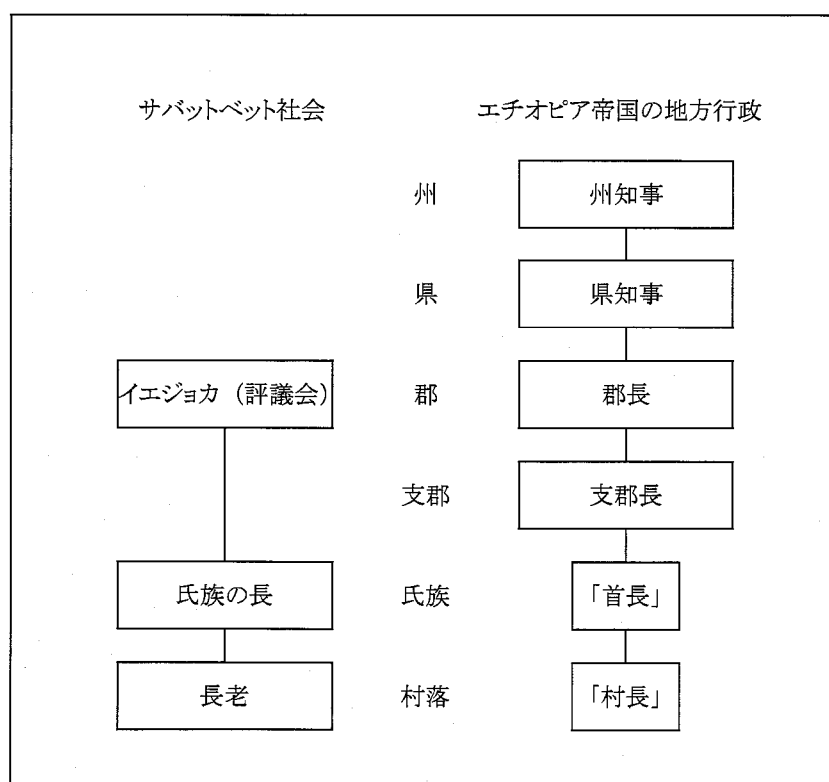 サバットベット社会 エチオピア帝国の地方行政
州 州知事
県 県知事
イエジョカ（評議会） 郡 郡長
支郡 支郡長
氏族の長 氏族 「首長」
長老 村落 「村長」